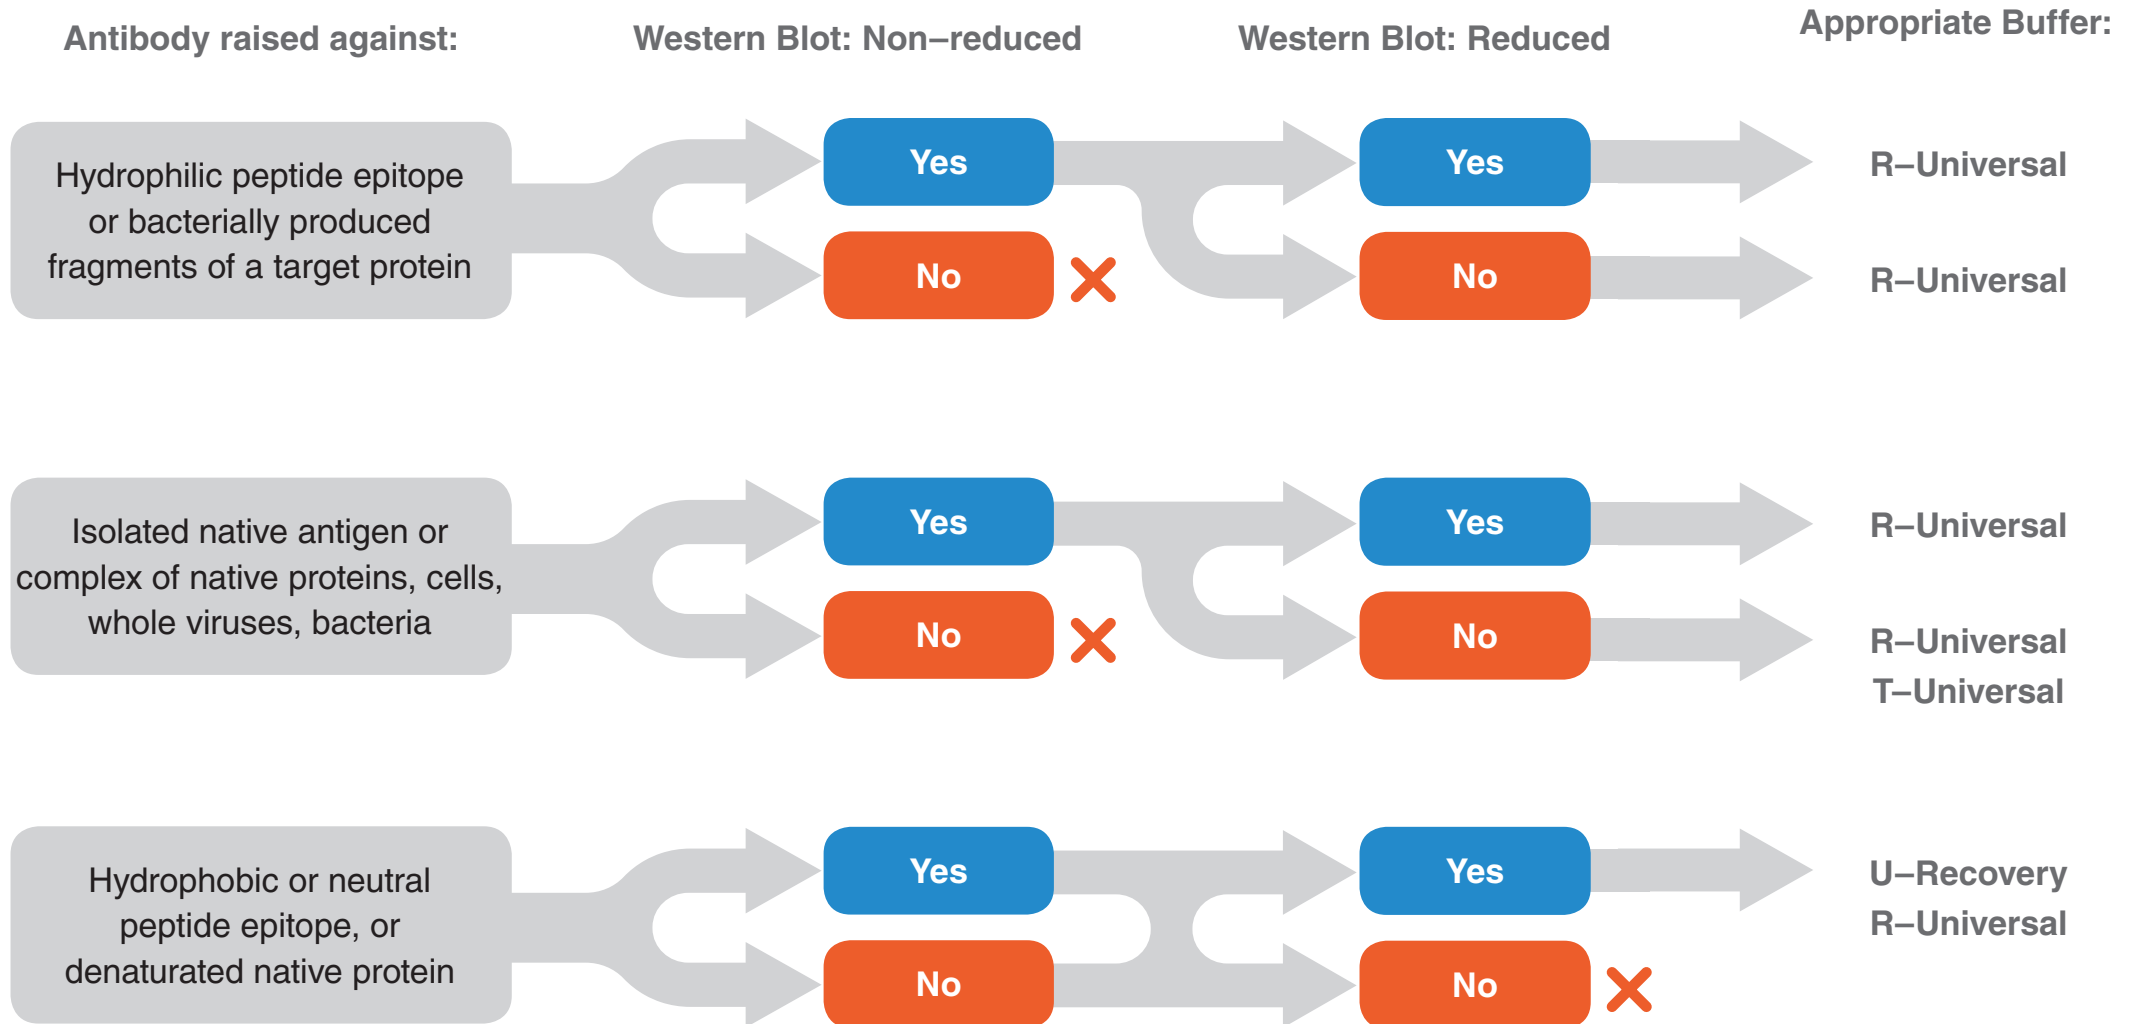 Antibody raised against:
Western Blot: Non–reduced
Western Blot: Reduced
Appropriate Buffer:
Hydrophilic peptide epitope
or bacterially produced
fragments of a target protein
Yes
No
Yes
No
R–Universal
R–Universal
Isolated native antigen or
complex of native proteins, cells,
whole viruses, bacteria
Yes
No
Yes
No
R–Universal
R–Universal
T–Universal
Hydrophobic or neutral
peptide epitope, or
denaturated native protein
Yes
No
Yes
No
U–Recovery
R–Universal